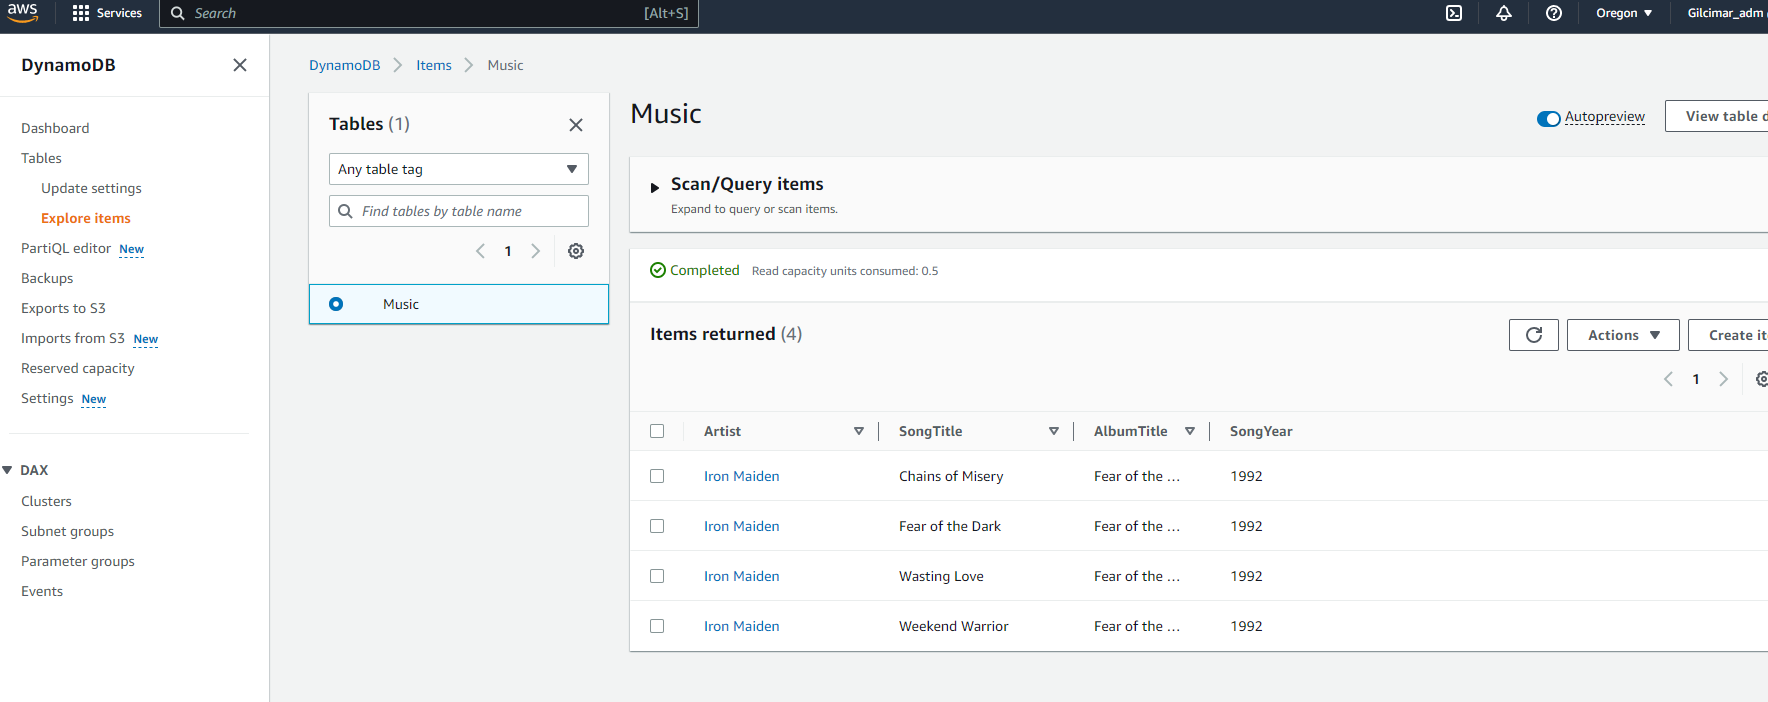 aws Services Search [Alt+S] Oregon Gilcimar_adm
DynamoDB
Dashboard
Tables
Update settings
Explore items
PartiQL editor New
Backups
Exports to S3
Imports from S3 New
Reserved capacity
Settings New
DAX
Clusters
Subnet groups
Parameter groups
Events
DynamoDB Items Music
Tables (1)
Any table tag
Find tables by table name
1
Music
Music
Autopreview View table d
Scan/Query items
Expand to query or scan items.
Completed Read capacity units consumed: 0.5
Items returned (4)
Actions Create it
1
Artist SongTitle AlbumTitle SongYear
Iron Maiden Chains of Misery Fear of the ... 1992
Iron Maiden Fear of the Dark Fear of the ... 1992
Iron Maiden Wasting Love Fear of the ... 1992
Iron Maiden Weekend Warrior Fear of the ... 1992